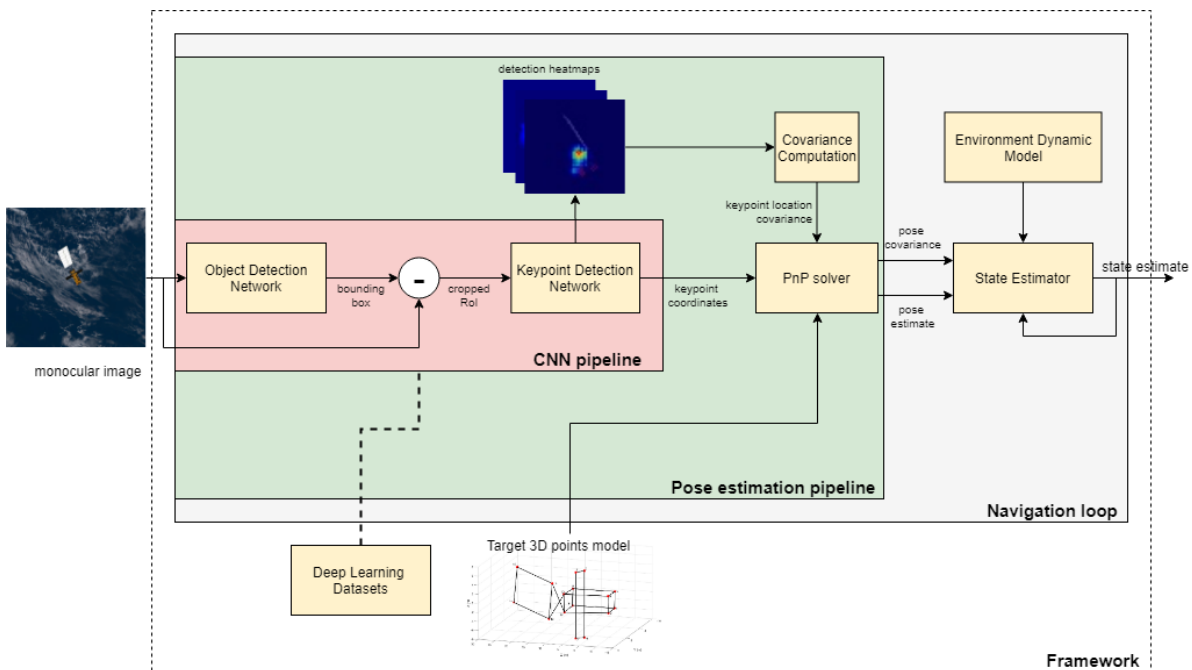 detection heatmaps
Covariance
Computation
Environment Dynamic
Model
keypoint location
covariance
pose
covariance
Object Detection
Network
bounding
box
-
cropped
RoI
Keypoint Detection
Network
keypoint
coordinates
PnP solver
State Estimator
state estimate
pose
estimate
monocular image
CNN pipeline
Pose estimation pipeline
Navigation loop
Target 3D points model
Deep Learning
Datasets
Framework